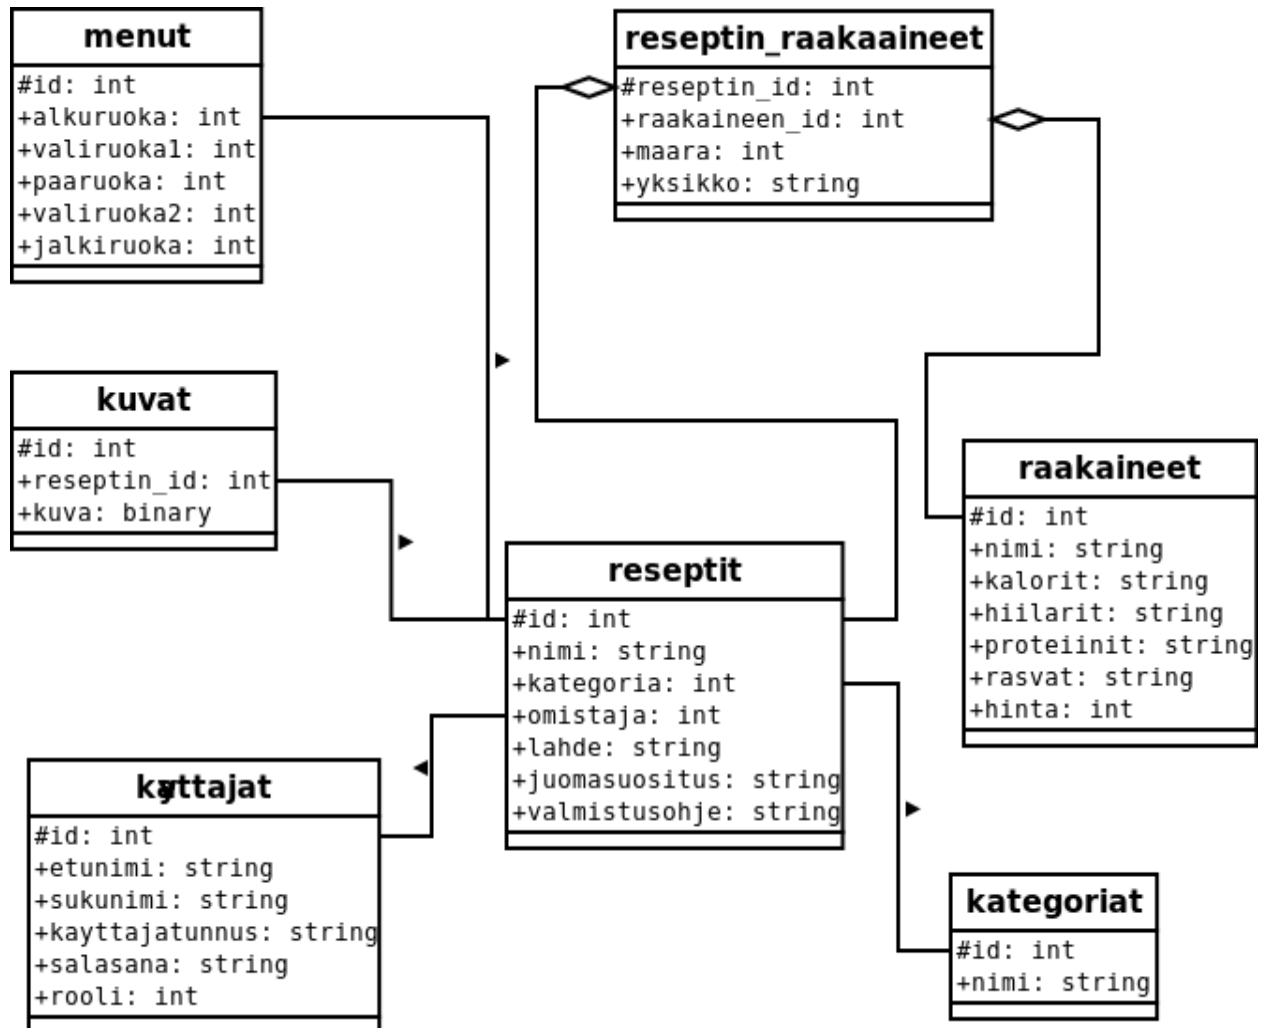 menut
#id: int
+alkuruoka: int
+valiruoka1: int
+paaruoka: int
+valiruoka2: int
+jalkiruoka: int
reseptin_raakaaineet
#reseptin_id: int
+raakaineen_id: int
+maara: int
+yksikko: string
kuvat
#id: int
+reseptin_id: int
+kuva: binary
raakaineet
#id: int
+nimi: string
+kalorit: string
+hiilarit: string
+proteiinit: string
+rasvat: string
+hinta: int
reseptit
#id: int
+nimi: string
+kategoria: int
+omistaja: int
+lahde: string
+juomasuositus: string
+valmistusohje: string
kayttajat
#id: int
+etunimi: string
+sukunimi: string
+kayttajatunnus: string
+salasana: string
+rooli: int
kategoriat
#id: int
+nimi: string